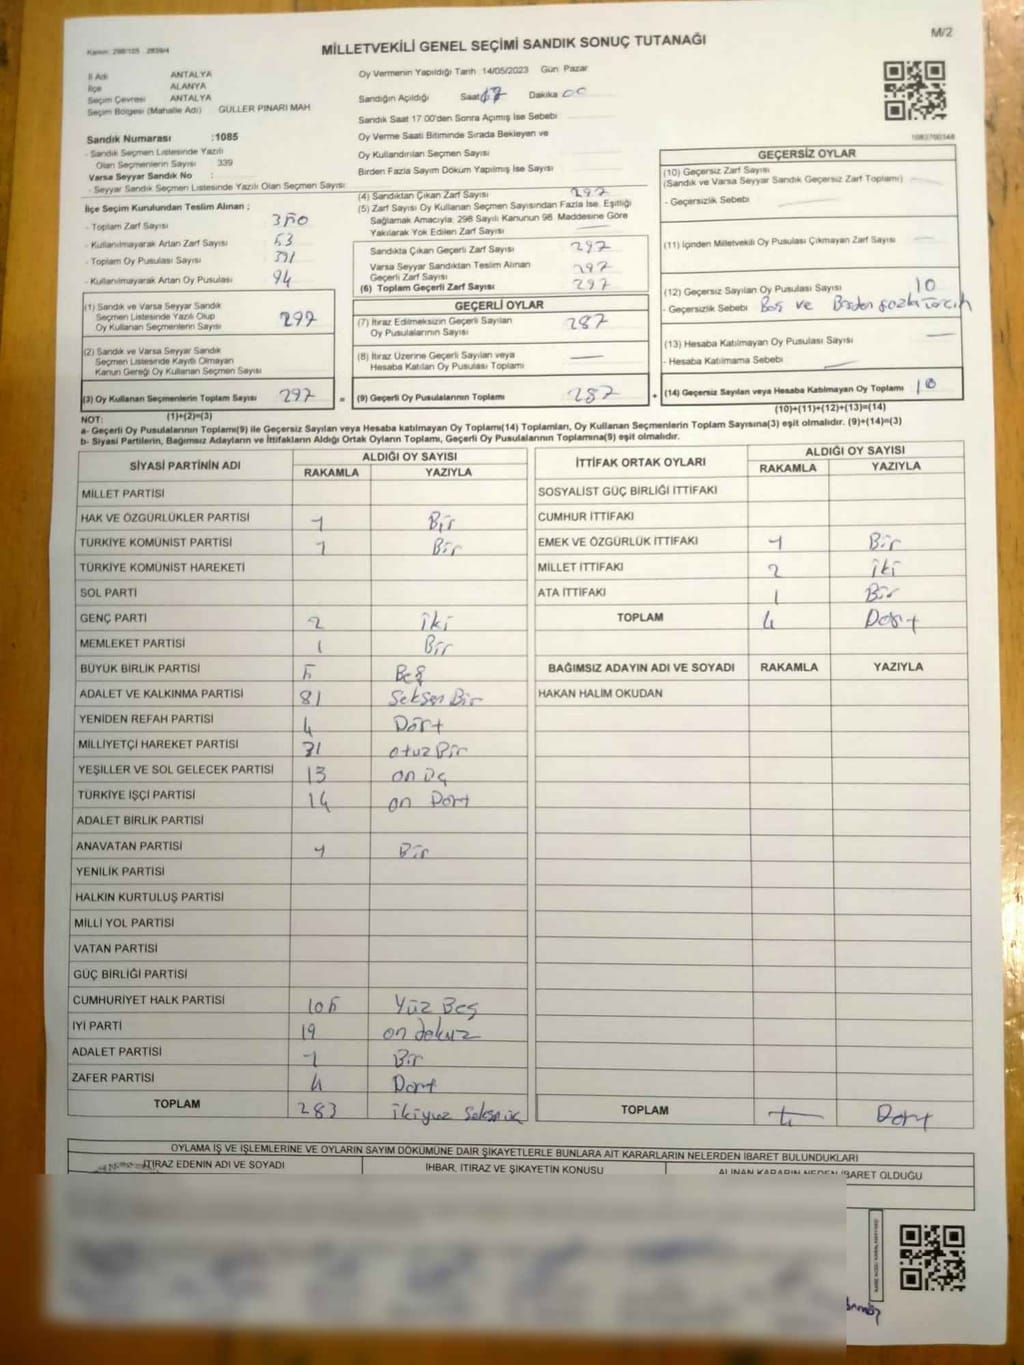 Kanun: 298/105 2839/4
MİLLETVEKİLİ GENEL SEÇİMİ SANDIK SONUÇ TUTANAĞI
M/2
İl Adı ANTALYA
İlçe ALANYA
Seçim Çevresi ANTALYA
Seçim Bölgesi (Mahalle Adı) GÜLLER PINARI MAH
Sandık Numarası :1085
- Sandık Seçmen Listesinde Yazılı
Olan Seçmenlerin Sayısı 339
Varsa Seyyar Sandık No :
- Seyyar Sandık Seçmen Listesinde Yazılı Olan Seçmen Sayısı:
Oy Vermenin Yapıldığı Tarih 14/05/2023 Gün Pazar
Sandığın Açıldığı Saat 17 Dakika 00
Sandık Saat 17.00'den Sonra Açımış İse Sebebi
Oy Verme Saati Bitiminde Sırada Bekleyen ve
Oy Kullandırılan Seçmen Sayısı
Birden Fazla Sayım Döküm Yapılmış İse Sayısı
İlçe Seçim Kurulundan Teslim Alınan ;
- Toplam Zarf Sayısı 350
- Kullanılmayarak Artan Zarf Sayısı 53
- Toplam Oy Pusulası Sayısı 391
- Kullanılmayarak Artan Oy Pusulası 94
(1) Sandık ve Varsa Seyyar Sandık
Seçmen Listesinde Yazılı Olup
Oy Kullanan Seçmenlerin Sayısı 297
(2) Sandık ve Varsa Seyyar Sandık
Seçmen Listesinde Kayıtlı Olmayan
Kanun Gereği Oy Kullanan Seçmen Sayısı
(3) Oy Kullanan Seçmenlerin Toplam Sayısı 297 =
(1)+(2)=(3)
(4) Sandıktan Çıkan Zarf Sayısı 297
(5) Zarf Sayısı Oy Kullanan Seçmen Sayısından Fazla İse, Eşitliği
Sağlamak Amacıyla; 298 Sayılı Kanunun 98. Maddesine Göre
Yakılarak Yok Edilen Zarf Sayısı —
Sandıkta Çıkan Geçerli Zarf Sayısı 297
Varsa Seyyar Sandıktan Teslim Alınan
Geçerli Zarf Sayısı 297
(6) Toplam Geçerli Zarf Sayısı 297
GEÇERLİ OYLAR
(7) İtiraz Edilmeksizin Geçerli Sayılan
Oy Pusulalarının Sayısı 287
(8) İtiraz Üzerine Geçerli Sayılan veya
Hesaba Katılan Oy Pusulası Toplamı —
(9) Geçerli Oy Pusulalarının Toplamı 287 +
1083700348
GEÇERSİZ OYLAR
(10) Geçersiz Zarf Sayısı
(Sandık ve Varsa Seyyar Sandık Geçersiz Zarf Toplamı) —
- Geçersizlik Sebebi —
(11) İçinden Milletvekili Oy Pusulası Çıkmayan Zarf Sayısı —
(12) Geçersiz Sayılan Oy Pusulası Sayısı 10
- Geçersizlik Sebebi Boş ve Birden fazla tercih
(13) Hesaba Katılmayan Oy Pusulası Sayısı —
- Hesaba Katılmama Sebebi
(14) Geçersiz Sayılan veya Hesaba Katılmayan Oy Toplamı 10
(10)+(11)+(12)+(13)=(14)
NOT:
a- Geçerli Oy Pusulalarının Toplamı(9) ile Geçersiz Sayılan veya Hesaba katılmayan Oy Toplamı(14) Toplamları, Oy Kullanan Seçmenlerin Toplam Sayısına(3) eşit olmalıdır. (9)+(14)=(3)
b- Siyasi Partilerin, Bağımsız Adayların ve İttifakların Aldığı Ortak Oyların Toplamı, Geçerli Oy Pusulalarının Toplamına(9) eşit olmalıdır.
SİYASİ PARTİNİN ADI ALDIĞI OY SAYISI
RAKAMLA YAZIYLA
MİLLET PARTİSİ
HAK VE ÖZGÜRLÜKLER PARTİSİ 1 Bir
TÜRKİYE KOMÜNİST PARTİSİ 1 Bir
TÜRKİYE KOMÜNİST HAREKETİ
SOL PARTİ
GENÇ PARTİ 2 iki
MEMLEKET PARTİSİ 1 Bir
BÜYÜK BİRLİK PARTİSİ 5 Beş
ADALET VE KALKINMA PARTİSİ 81 Seksen Bir
YENİDEN REFAH PARTİSİ 4 Dört
MİLLİYETÇİ HAREKET PARTİSİ 31 otuz Bir
YEŞİLLER VE SOL GELECEK PARTİSİ 13 on üç
TÜRKİYE İŞÇİ PARTİSİ 14 on Dört
ADALET BİRLİK PARTİSİ
ANAVATAN PARTİSİ 1 Bir
YENİLİK PARTİSİ
HALKIN KURTULUŞ PARTİSİ
MİLLİ YOL PARTİSİ
VATAN PARTİSİ
GÜÇ BİRLİĞİ PARTİSİ
CUMHURİYET HALK PARTİSİ 105 Yüz Beş
İYİ PARTİ 19 on dokuz
ADALET PARTİSİ 1 Bir
ZAFER PARTİSİ 4 Dört
TOPLAM 283 ikiyüz Seksenüç
İTTİFAK ORTAK OYLARI ALDIĞI OY SAYISI
RAKAMLA YAZIYLA
SOSYALİST GÜÇ BİRLİĞİ İTTİFAKI
CUMHUR İTTİFAKI
EMEK VE ÖZGÜRLÜK İTTİFAKI 1 Bir
MİLLET İTTİFAKI 2 iki
ATA İTTİFAKI 1 Bir
TOPLAM 4 Dört
BAĞIMSIZ ADAYIN ADI VE SOYADI RAKAMLA YAZIYLA
HAKAN HALİM OKUDAN
TOPLAM Dört
OYLAMA İŞ VE İŞLEMLERİNE VE OYLARIN SAYIM DÖKÜMÜNE DAİR ŞİKAYETLERLE BUNLARA AİT KARARLARIN NELERDEN İBARET BULUNDUKLARI
İTİRAZ EDENİN ADI VE SOYADI İHBAR, İTİRAZ VE ŞİKAYETİN KONUSU ALINAN KARARIN NEDEN İBARET OLDUĞU